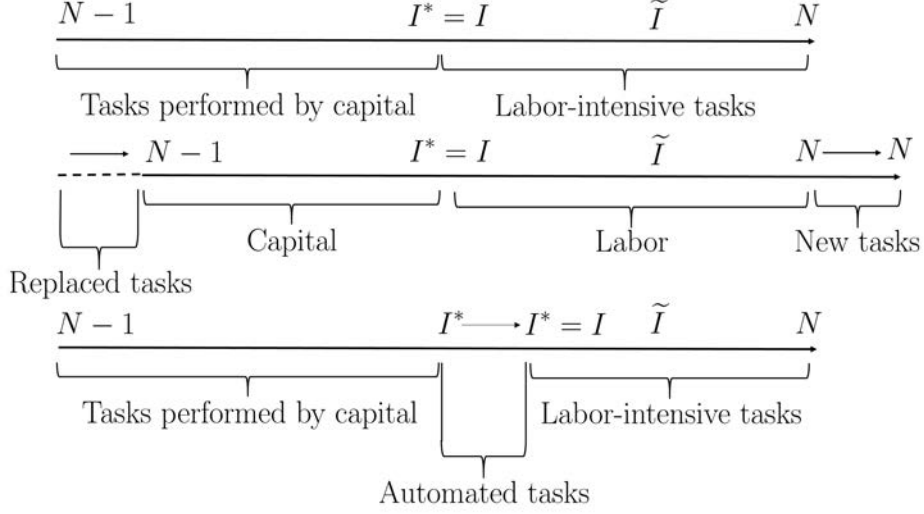 N − 1 I* = I Ĩ N
Tasks performed by capital Labor-intensive tasks
N − 1 I* = I Ĩ N N
Capital Labor New tasks
Replaced tasks
N − 1 I* I* = I Ĩ N
Tasks performed by capital Labor-intensive tasks
Automated tasks